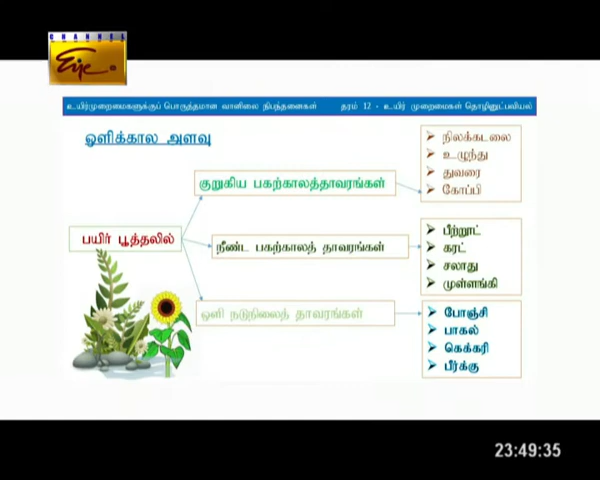 CHANNEL
Eye
உயிர்முறைமைகளுக்குப் பொருத்தமான வானிலை நிபந்தனைகள் தரம் 12 - உயிர் முறைமைகள் தொழினுட்பவியல்
ஒளிக்கால அளவு
பயிர் பூத்தலில்
குறுகிய பகற்காலத்தாவரங்கள்
நிலக்கடலை
உழுந்து
துவரை
கோப்பி
நீண்ட பகற்காலத் தாவரங்கள்
பீற்றூட்
கரட்
சலாது
முள்ளங்கி
ஒளி நடுநிலைத் தாவரங்கள்
போஞ்சி
பாகல்
கெக்கரி
பீர்க்கு
23:49:35